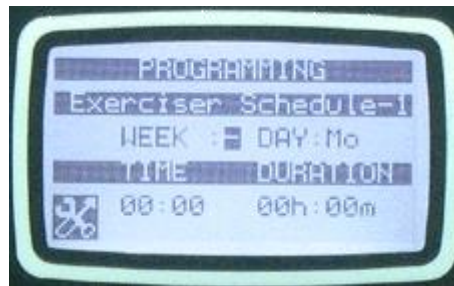 PROGRAMMING
Exerciser Schedule-1
WEEK :- DAY:Mo
TIME DURATION
00:00 00h:00m